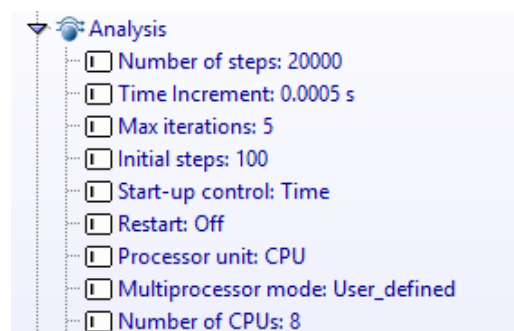 Analysis
Number of steps: 20000
Time Increment: 0.0005 s
Max iterations: 5
Initial steps: 100
Start-up control: Time
Restart: Off
Processor unit: CPU
Multiprocessor mode: User_defined
Number of CPUs: 8